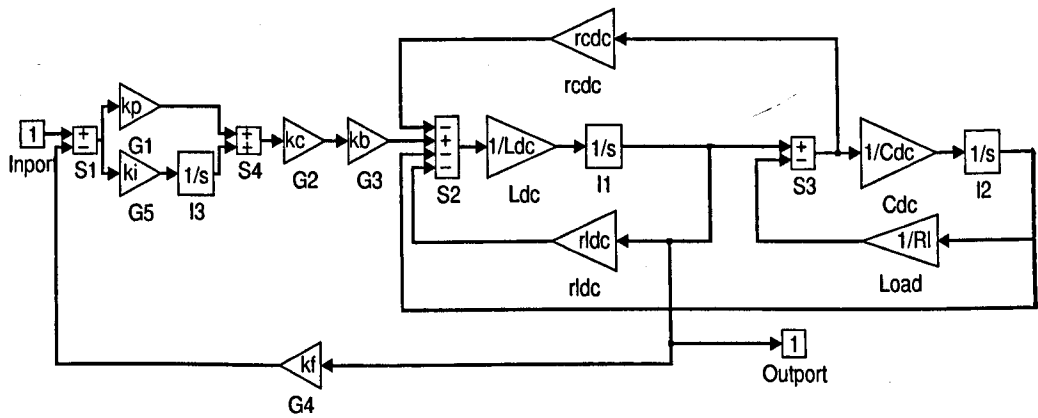 rcdc
rcdc
1
Inport
+
−
S1
kp
G1
ki
G5
1/s
I3
+
+
S4
kc
G2
kb
G3
−
+
−
−
S2
1/Ldc
Ldc
1/s
I1
+
−
S3
1/Cdc
Cdc
1/s
I2
rldc
rldc
1/Rl
Load
kf
G4
1
Outport